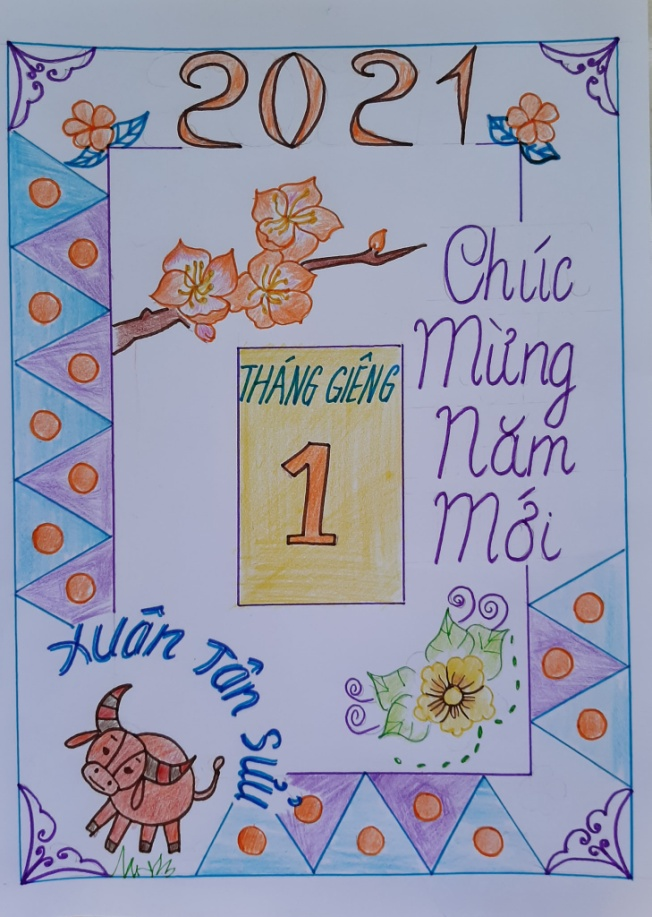 2021
Chúc
Mừng
Năm
Mới
THÁNG GIÊNG
1
XUÂN TÂN SỬU